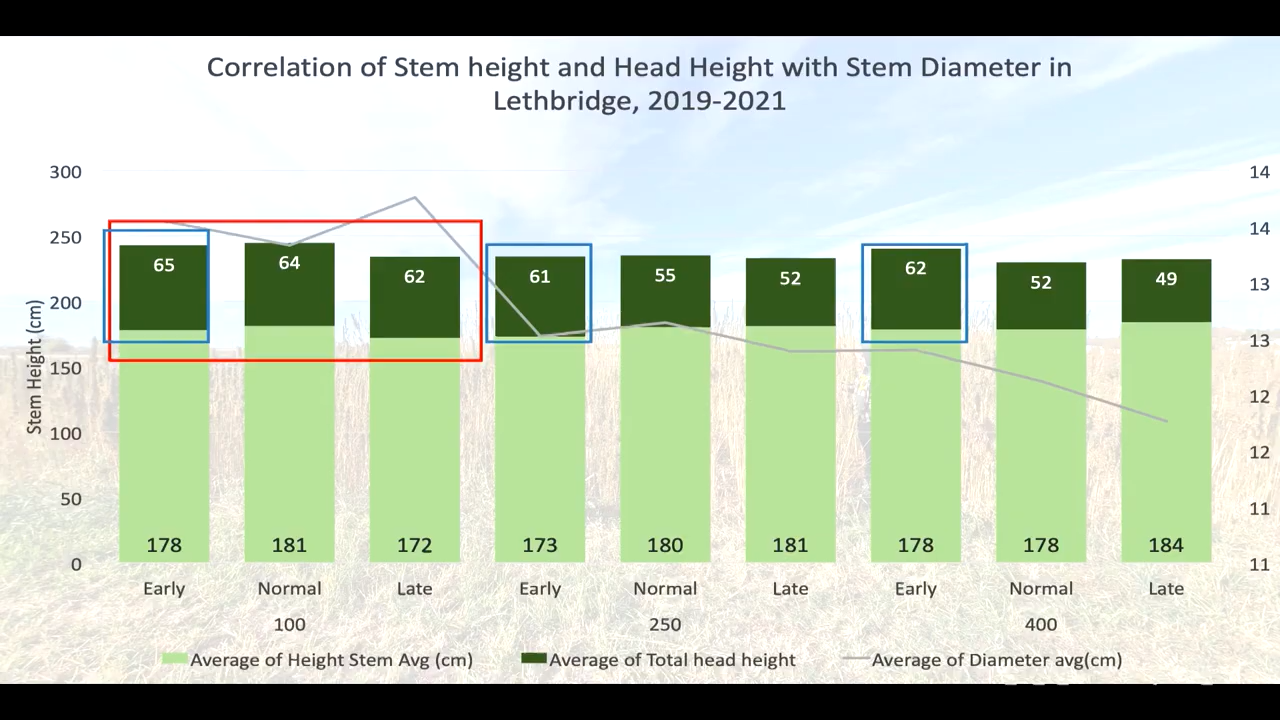 Correlation of Stem height and Head Height with Stem Diameter in
Lethbridge, 2019-2021
Stem Height (cm)
300
250
200
150
100
50
0
65
64
62
61
55
52
62
52
49
178
181
172
173
180
181
178
178
184
14
14
13
13
12
12
11
11
Early
Normal
Late
Early
Normal
Late
Early
Normal
Late
100
250
400
Average of Height Stem Avg (cm)
Average of Total head height
Average of Diameter avg(cm)